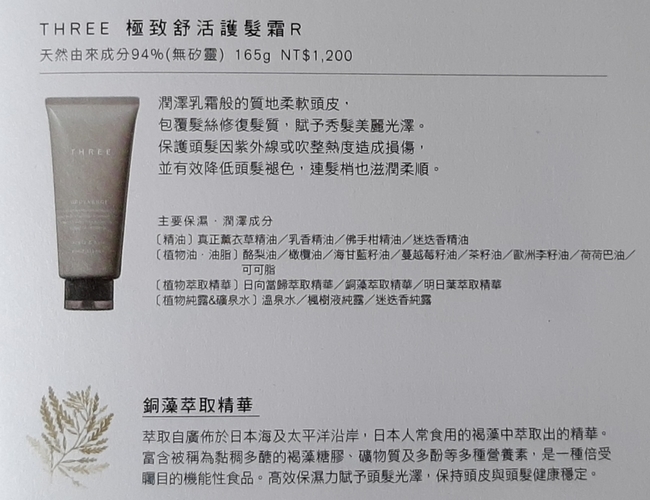 THREE 極致舒活護髮霜R
天然由來成分94%(無矽靈) 165g NT$1,200
潤澤乳霜般的質地柔軟頭皮，
包覆髮絲修復髮質，賦予秀髮美麗光澤。
保護頭髮因紫外線或吹整熱度造成損傷，
並有效降低頭髮褪色，連髮梢也滋潤柔順。
THREE
主要保濕．潤澤成分
〔精油〕真正薰衣草精油／乳香精油／佛手柑精油／迷迭香精油
〔植物油．油脂〕酪梨油／橄欖油／海甘藍籽油／蔓越莓籽油／茶籽油／歐洲李籽油／荷荷巴油／
可可脂
〔植物萃取精華〕日向當歸萃取精華／銅藻萃取精華／明日葉萃取精華
〔植物純露&礦泉水〕溫泉水／楓樹液純露／迷迭香純露
銅藻萃取精華
萃取自廣佈於日本海及太平洋沿岸，日本人常食用的褐藻中萃取出的精華。
富含被稱為黏稠多醣的褐藻糖膠、礦物質及多酚等多種營養素，是一種倍受
矚目的機能性食品。高效保濕力賦予頭髮光澤，保持頭皮與頭髮健康穩定。